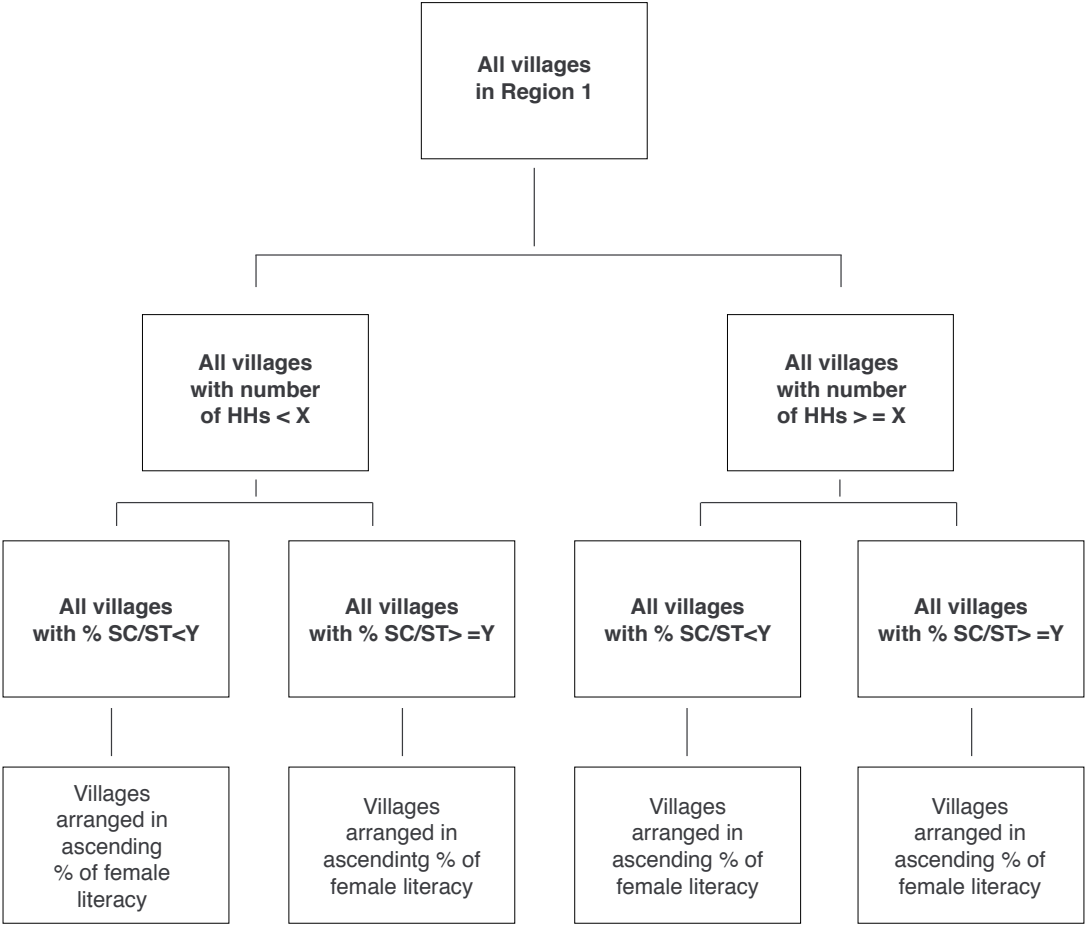 All villages
in Region 1
All villages
with number
of HHs < X
All villages
with number
of HHs > = X
All villages
with % SC/ST<Y
All villages
with % SC/ST> =Y
All villages
with % SC/ST<Y
All villages
with % SC/ST> =Y
Villages
arranged in
ascending
% of female
literacy
Villages
arranged in
ascendintg % of
female literacy
Villages
arranged in
ascending % of
female literacy
Villages
arranged in
ascending % of
female literacy